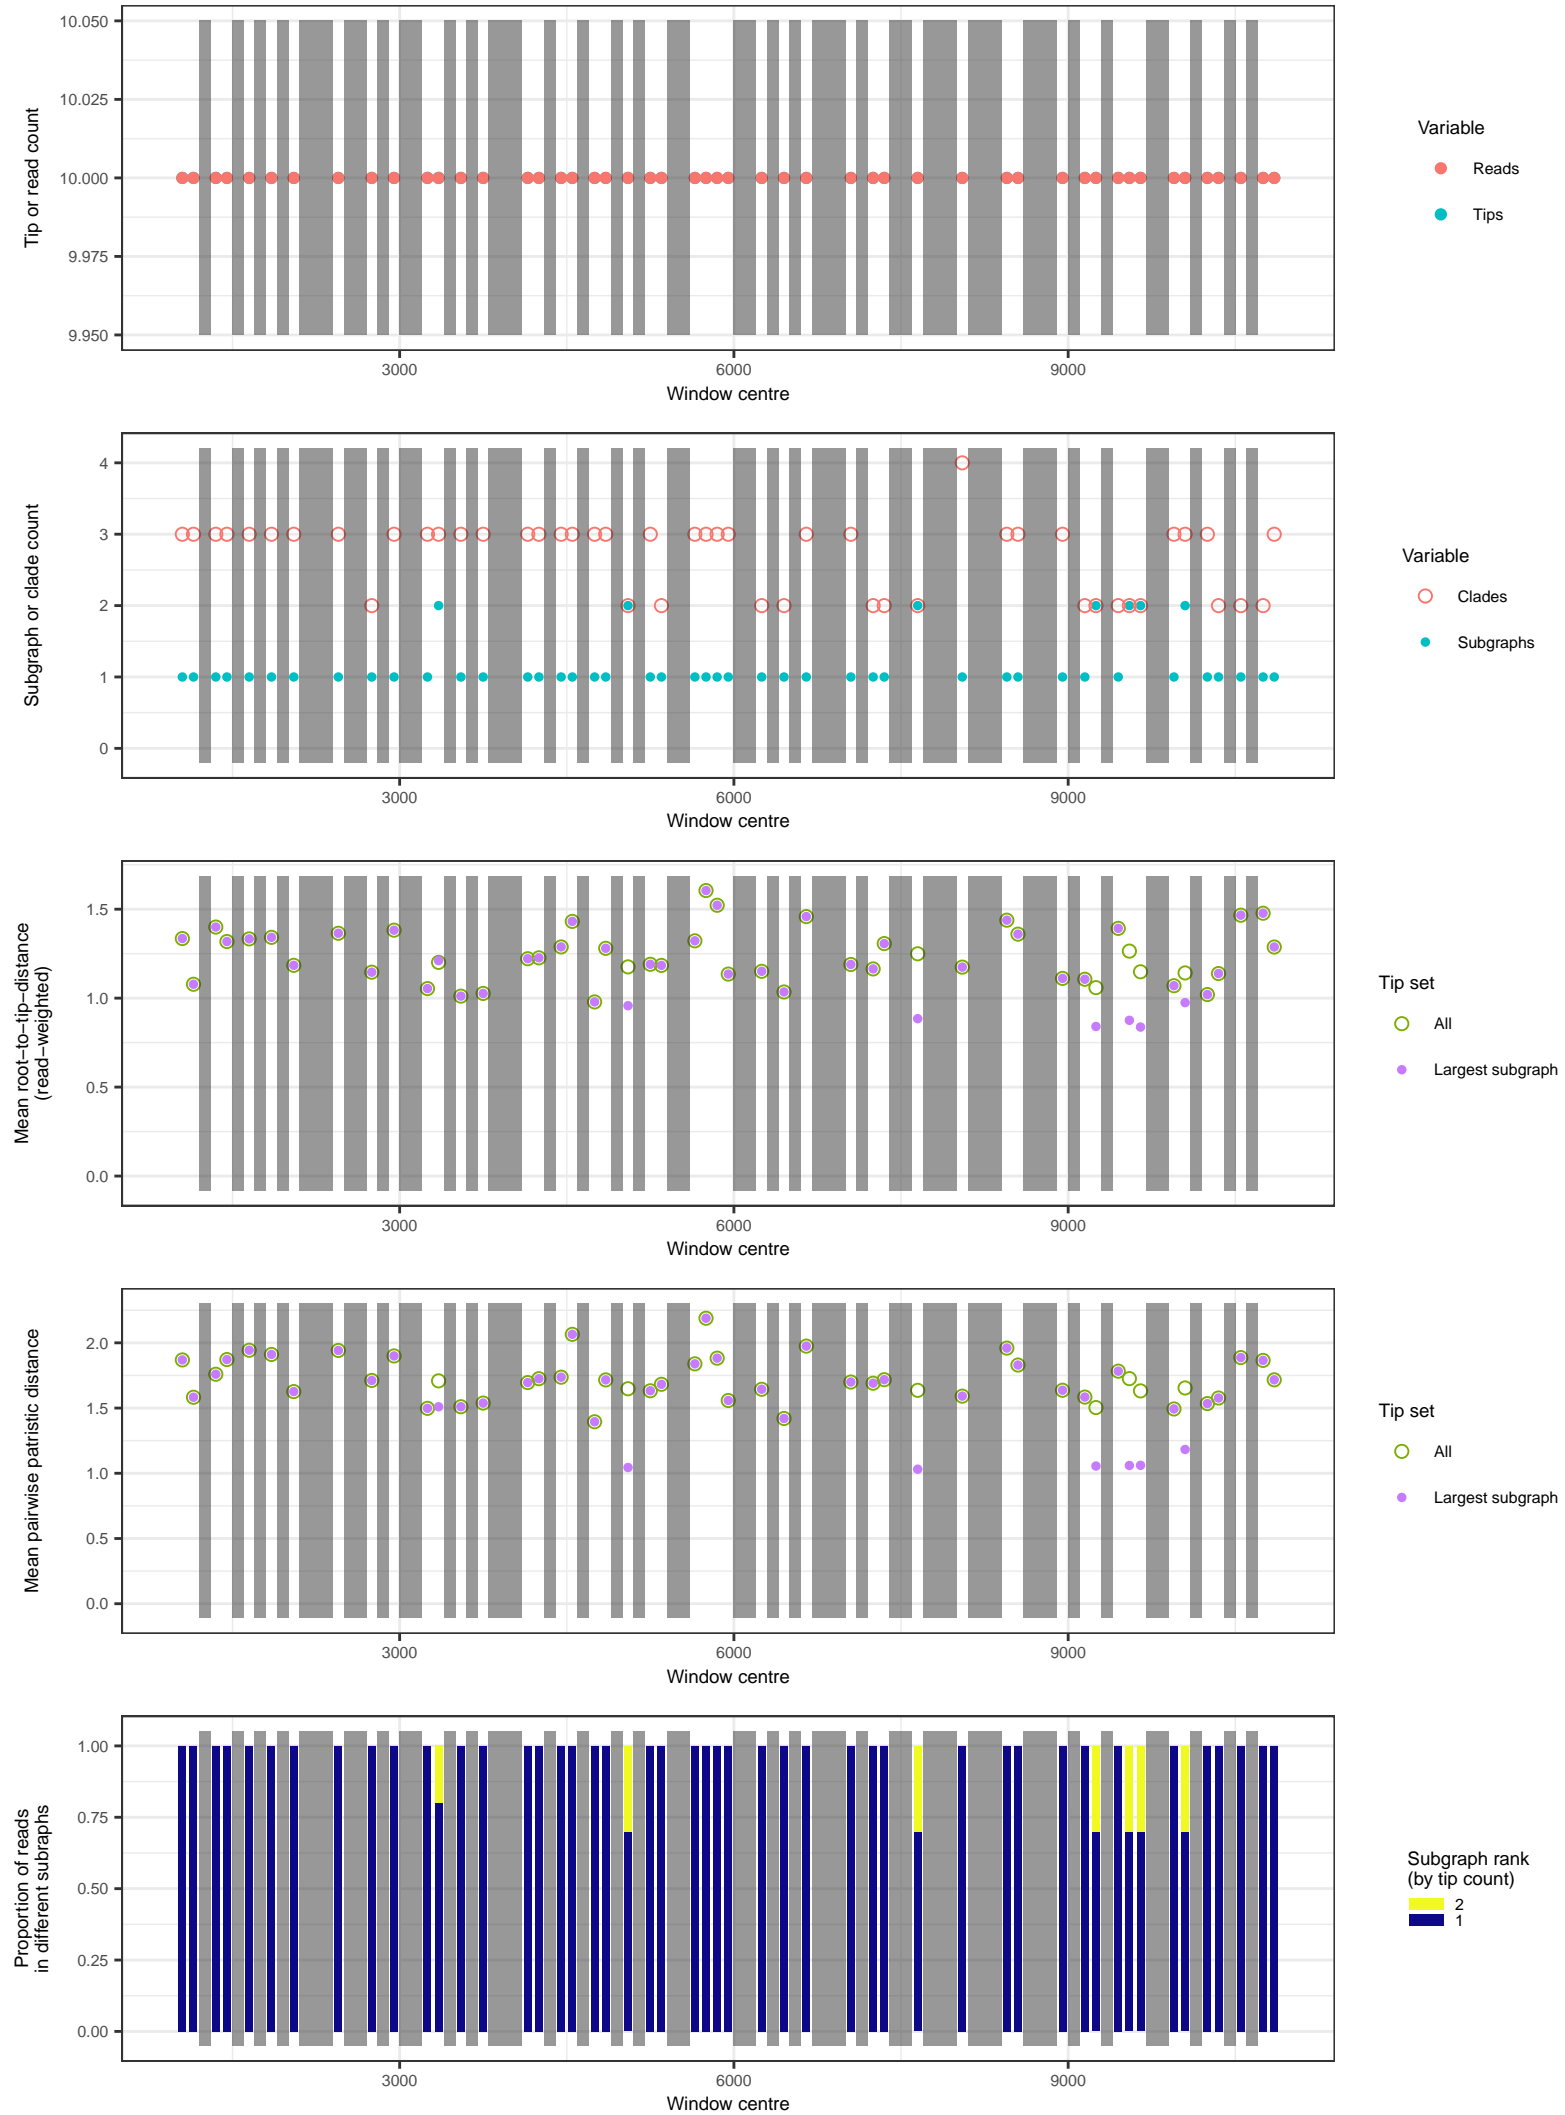 10.050
10.025
10.000
9.975
9.950
Tip or read count
3000
6000
9000
Window centre
Variable
Reads
Tips
4
3
2
1
0
Subgraph or clade count
3000
6000
9000
Window centre
Variable
Clades
Subgraphs
1.5
1.0
0.5
0.0
Mean root−to−tip−distance
(read−weighted)
3000
6000
9000
Window centre
Tip set
All
Largest subgraph
2.0
1.5
1.0
0.5
0.0
Mean pairwise patristic distance
3000
6000
9000
Window centre
Tip set
All
Largest subgraph
1.00
0.75
0.50
0.25
0.00
Proportion of reads
in different subraphs
3000
6000
9000
Window centre
Subgraph rank
(by tip count)
2
1